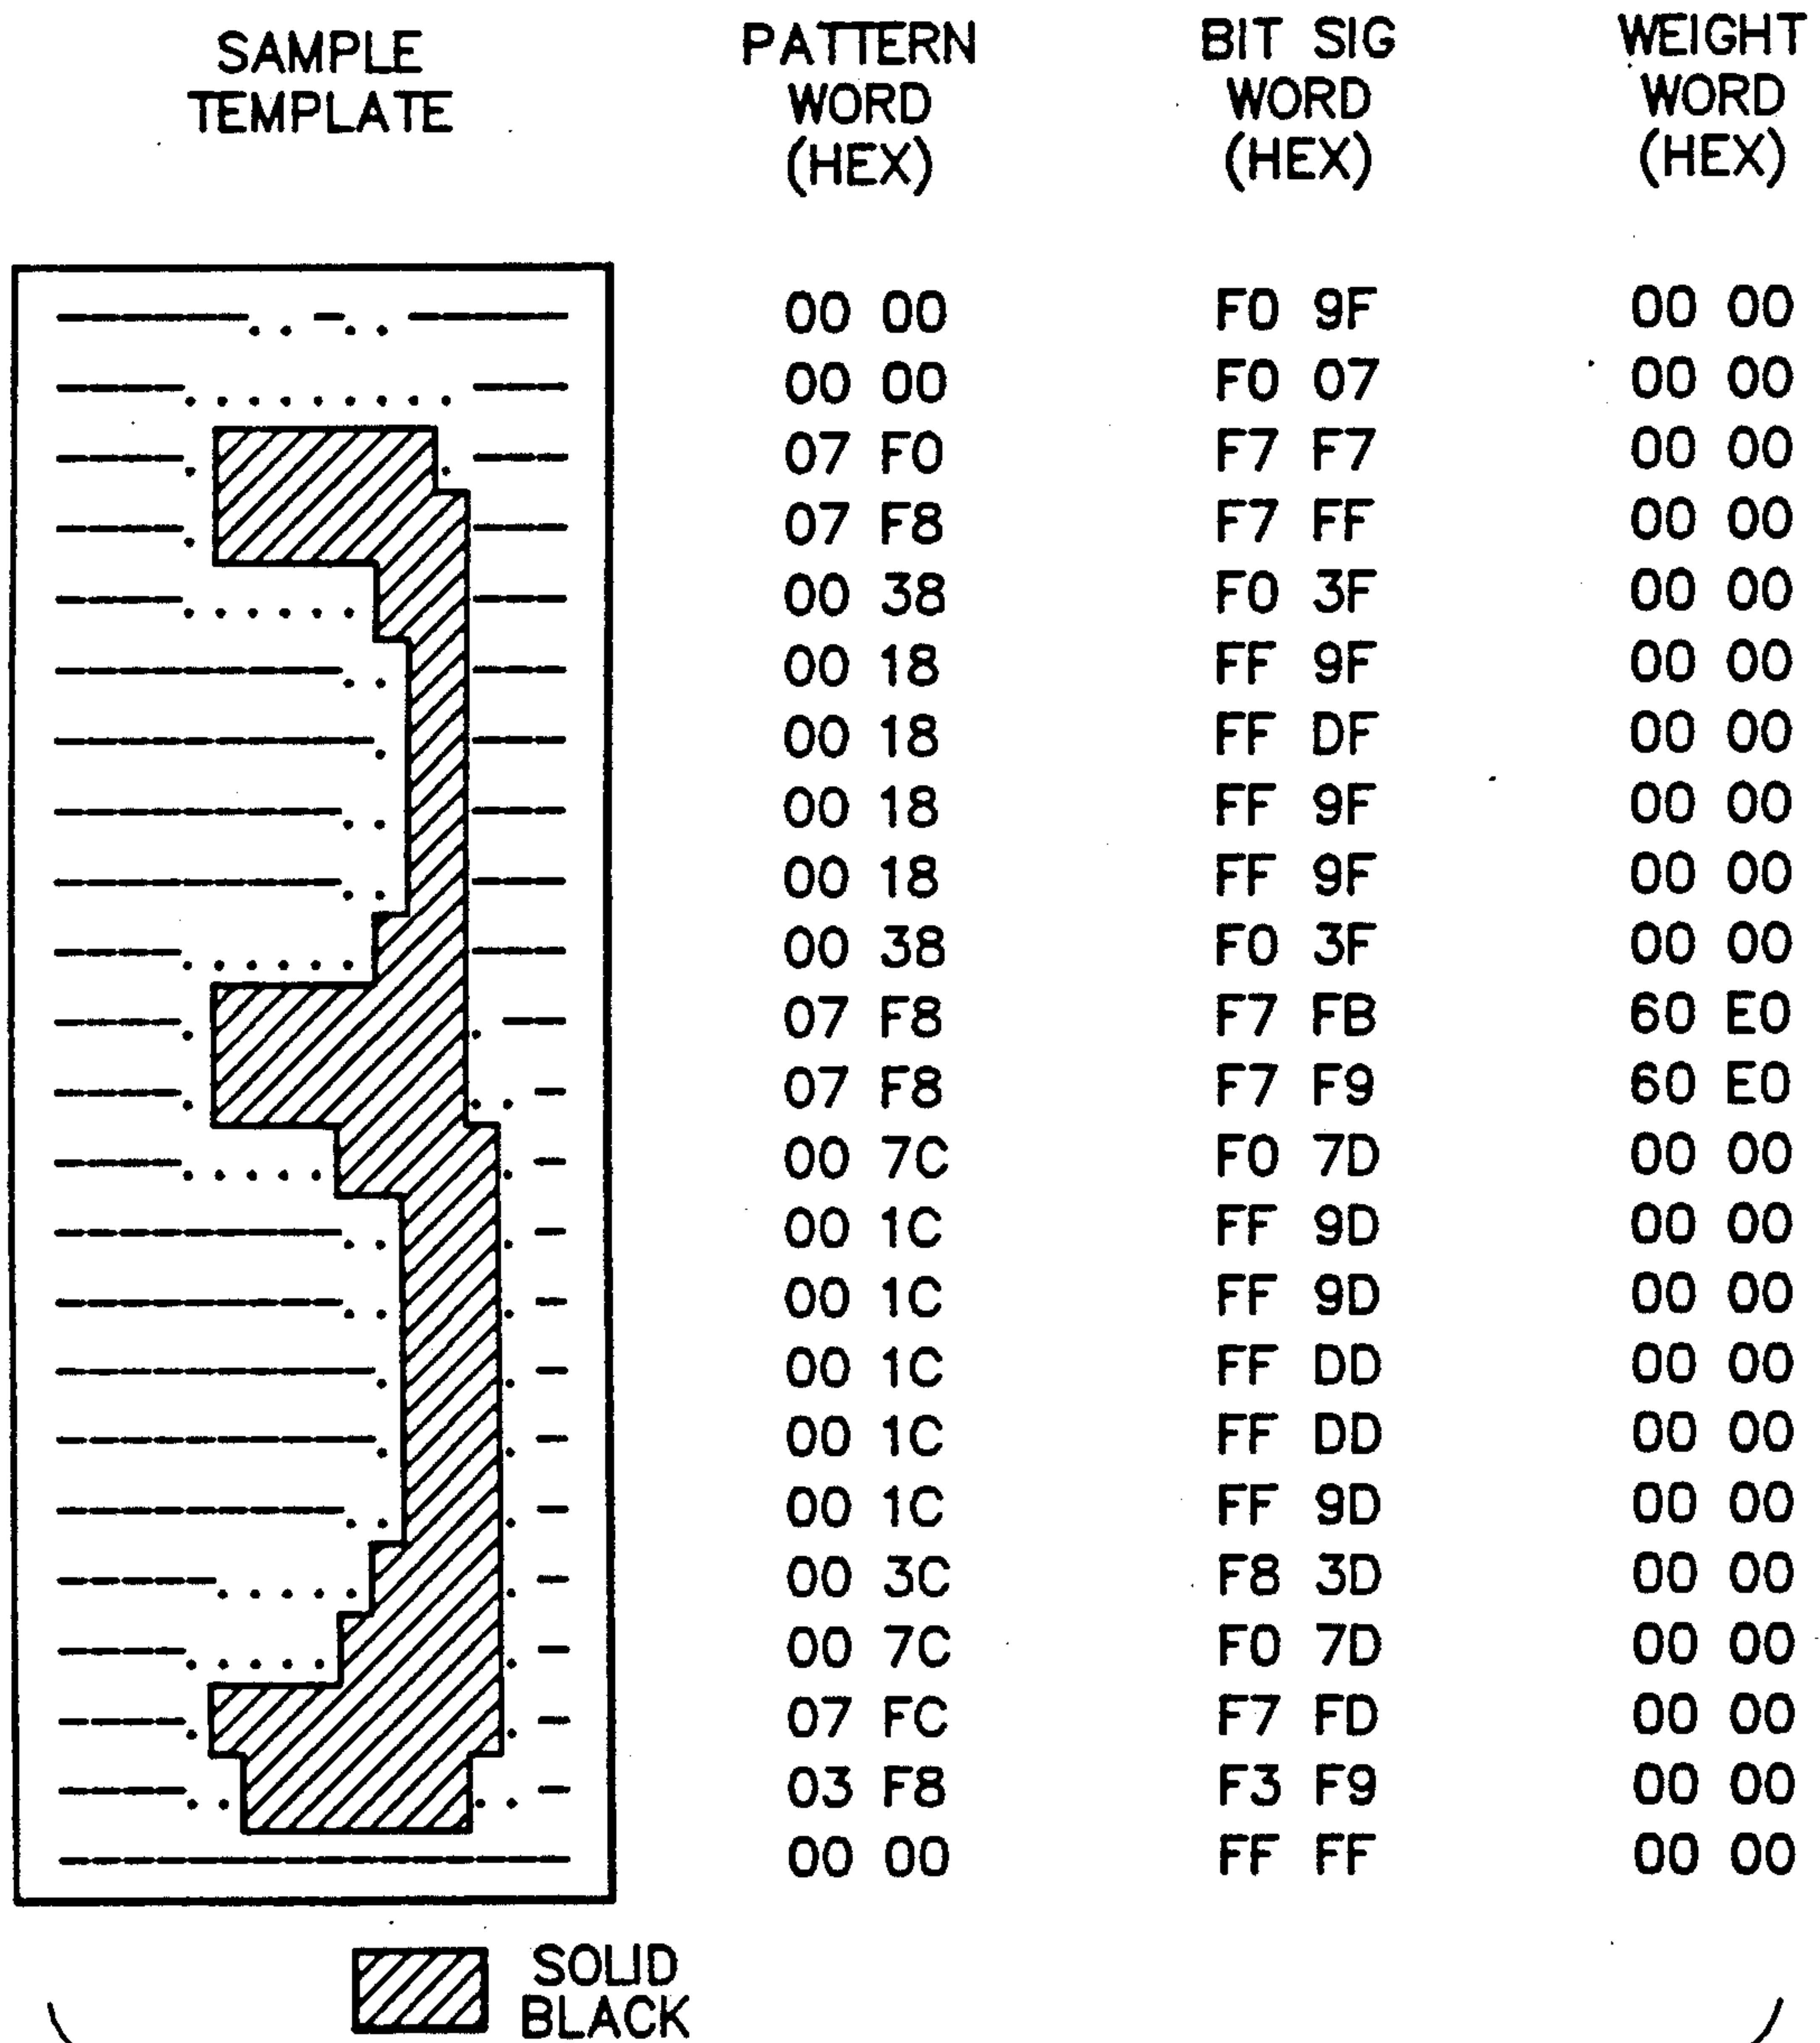 SAMPLE TEMPLATE
PATTERN WORD (HEX)
BIT SIG WORD (HEX)
WEIGHT WORD (HEX)
00 00 F0 9F 00 00
00 00 F0 07 00 00
07 F0 F7 F7 00 00
07 F8 F7 FF 00 00
00 38 F0 3F 00 00
00 18 FF 9F 00 00
00 18 FF DF 00 00
00 18 FF 9F 00 00
00 18 FF 9F 00 00
00 38 F0 3F 00 00
07 F8 F7 FB 60 E0
07 F8 F7 F9 60 E0
00 7C F0 7D 00 00
00 1C FF 9D 00 00
00 1C FF 9D 00 00
00 1C FF DD 00 00
00 1C FF DD 00 00
00 1C FF 9D 00 00
00 3C F8 3D 00 00
00 7C F0 7D 00 00
07 FC F7 FD 00 00
03 F8 F3 F9 00 00
00 00 FF FF 00 00
SOLID
BLACK